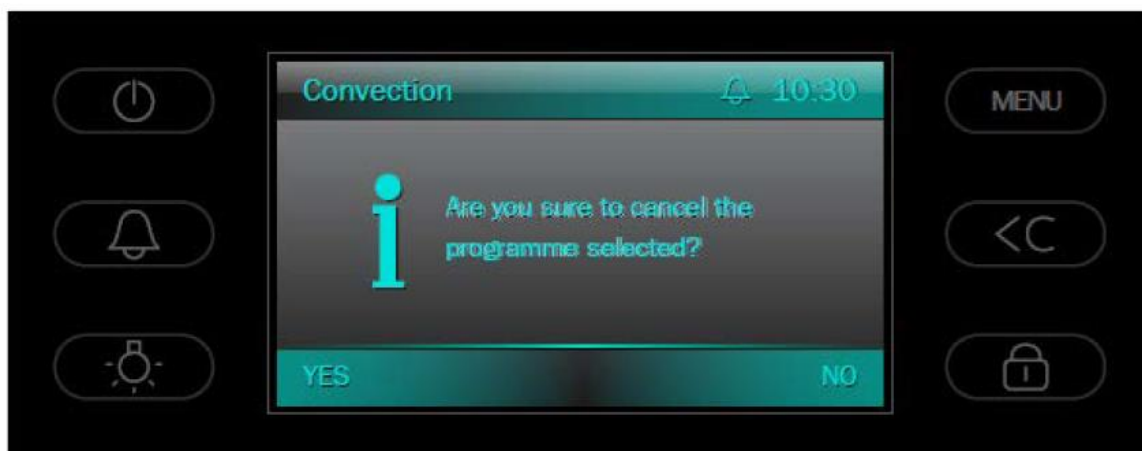 Convection 10:30
MENU
Are you sure to cancel the
programme selected?
<C
YES NO